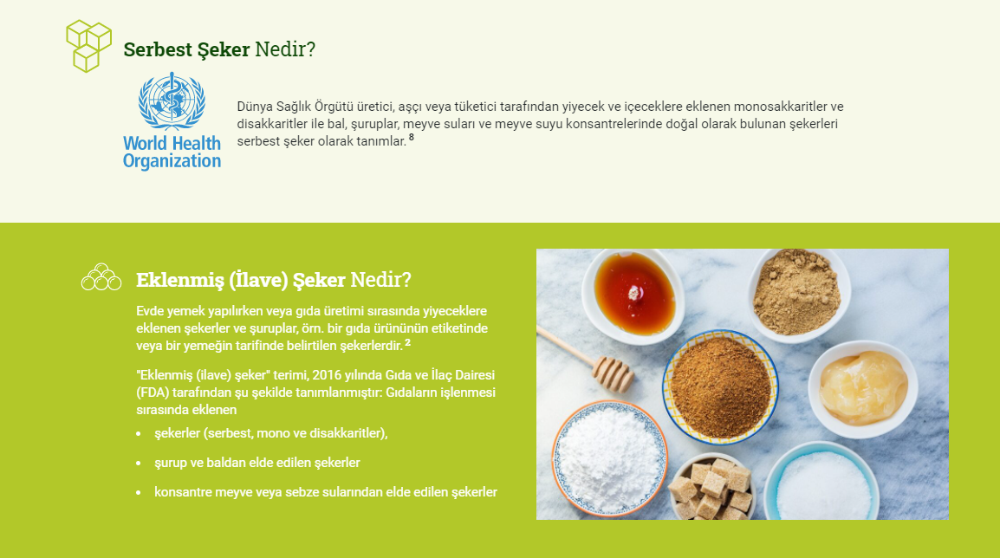 Serbest Şeker Nedir?
World Health
Organization
Dünya Sağlık Örgütü üretici, aşçı veya tüketici tarafından yiyecek ve içeceklere eklenen monosakkaritler ve
disakkaritler ile bal, şuruplar, meyve suları ve meyve suyu konsantrelerinde doğal olarak bulunan şekerleri
serbest şeker olarak tanımlar. 8
Eklenmiş (İlave) Şeker Nedir?
Evde yemek yapılırken veya gıda üretimi sırasında yiyeceklere
eklenen şekerler ve şuruplar, örn. bir gıda ürününün etiketinde
veya bir yemeğin tarifinde belirtilen şekerlerdir. 2
"Eklenmiş (ilave) şeker" terimi, 2016 yılında Gıda ve İlaç Dairesi
(FDA) tarafından şu şekilde tanımlanmıştır: Gıdaların işlenmesi
sırasında eklenen
• şekerler (serbest, mono ve disakkaritler),
• şurup ve baldan elde edilen şekerler
• konsantre meyve veya sebze sularından elde edilen şekerler